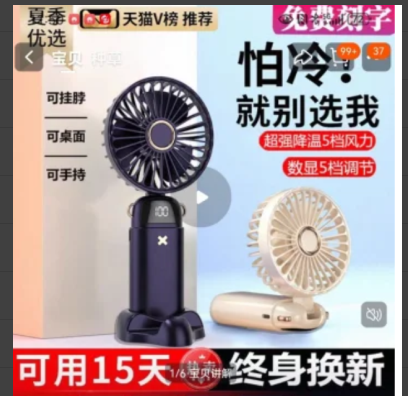 夏季
优选
天猫V榜 推荐
免费刻字
宝贝
分享
99+
37
怕冷!
就别选我
超强降温5档风力
数显5档调节
可挂脖
可桌面
可手持
100
可用15天
终身换新
1/6 宝贝讲解